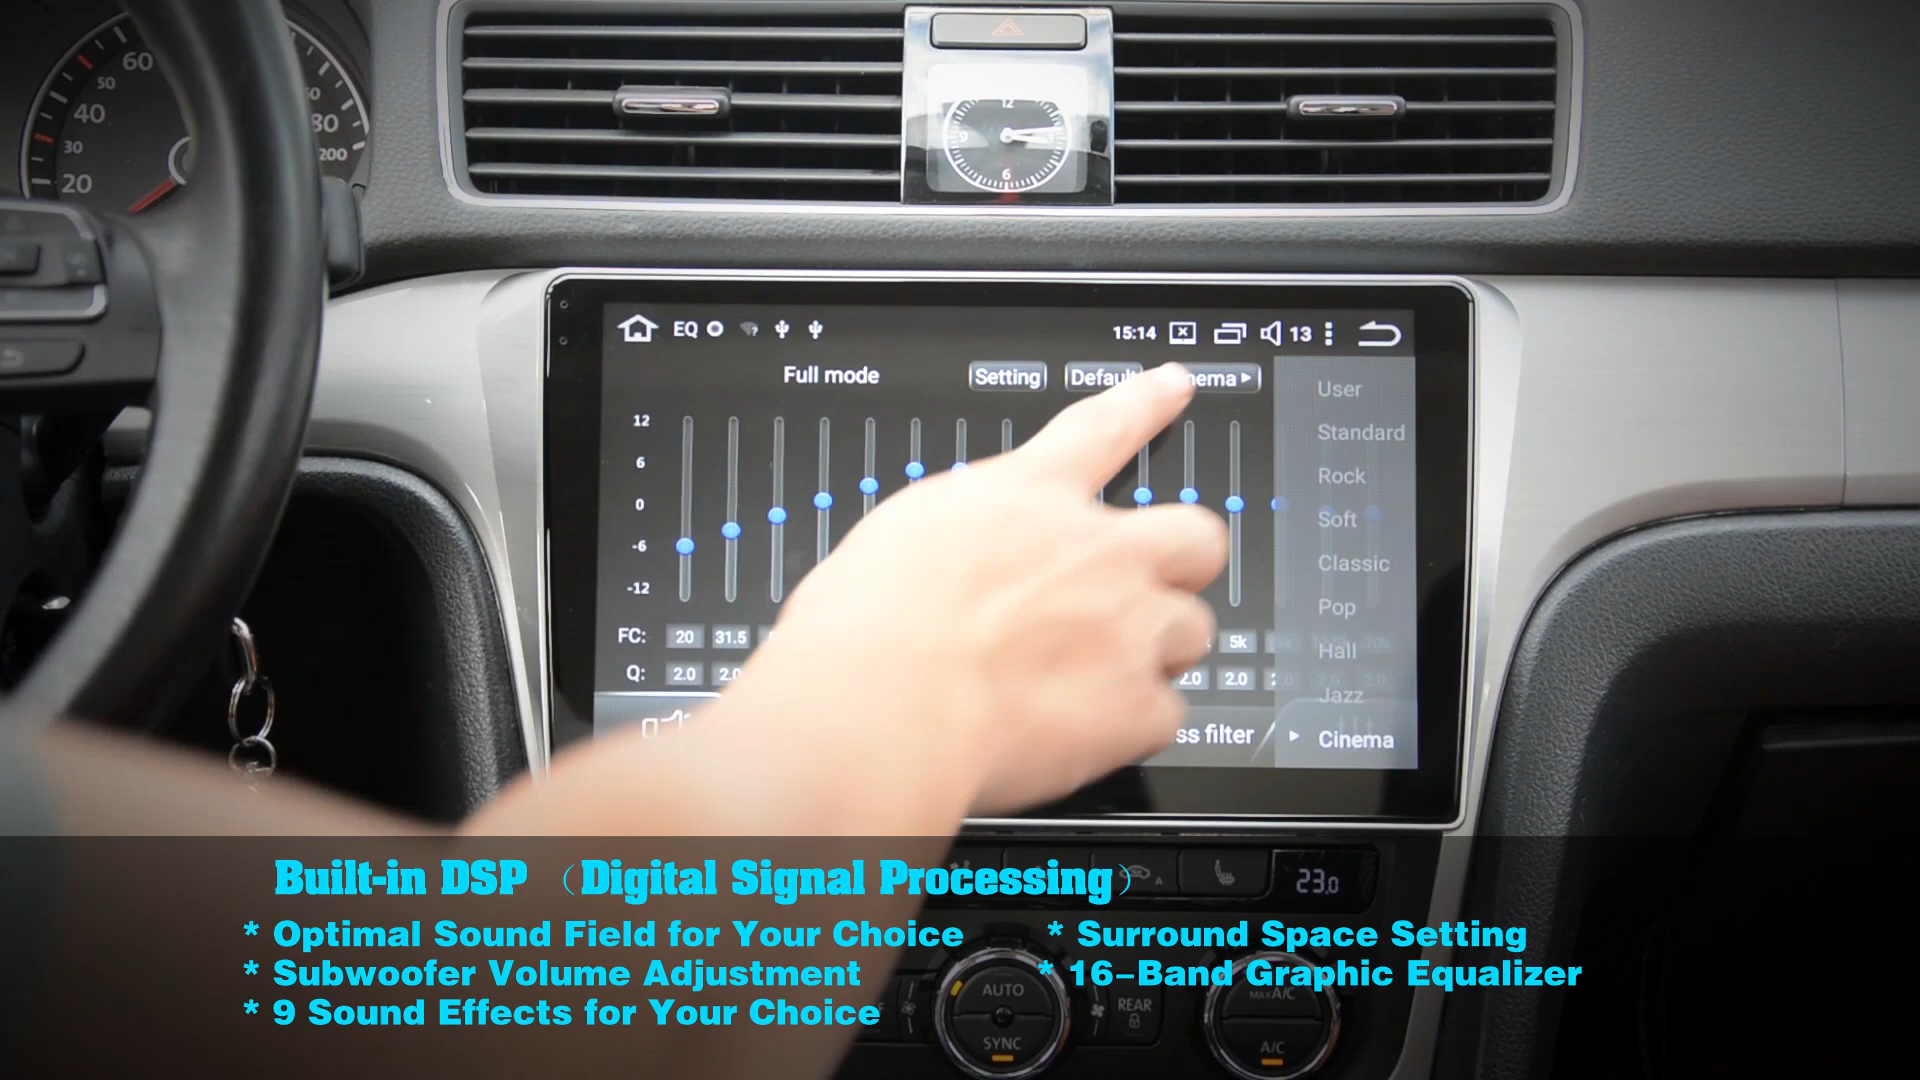 60
50
40
30
20
80
200
12
9
6
EQ
15:14
13
Full mode
Setting
Default
User
Standard
Rock
Soft
Classic
Pop
Hall
Jazz
Cinema
12
6
0
-6
-12
FC: 20 31.5 5k
Q: 2.0 2.0 2.0 2.0
filter
23.0
Built-in DSP （Digital Signal Processing）
* Optimal Sound Field for Your Choice
* Surround Space Setting
* Subwoofer Volume Adjustment
* 16-Band Graphic Equalizer
* 9 Sound Effects for Your Choice
AUTO
SYNC
REAR
MAX A/C
A/C